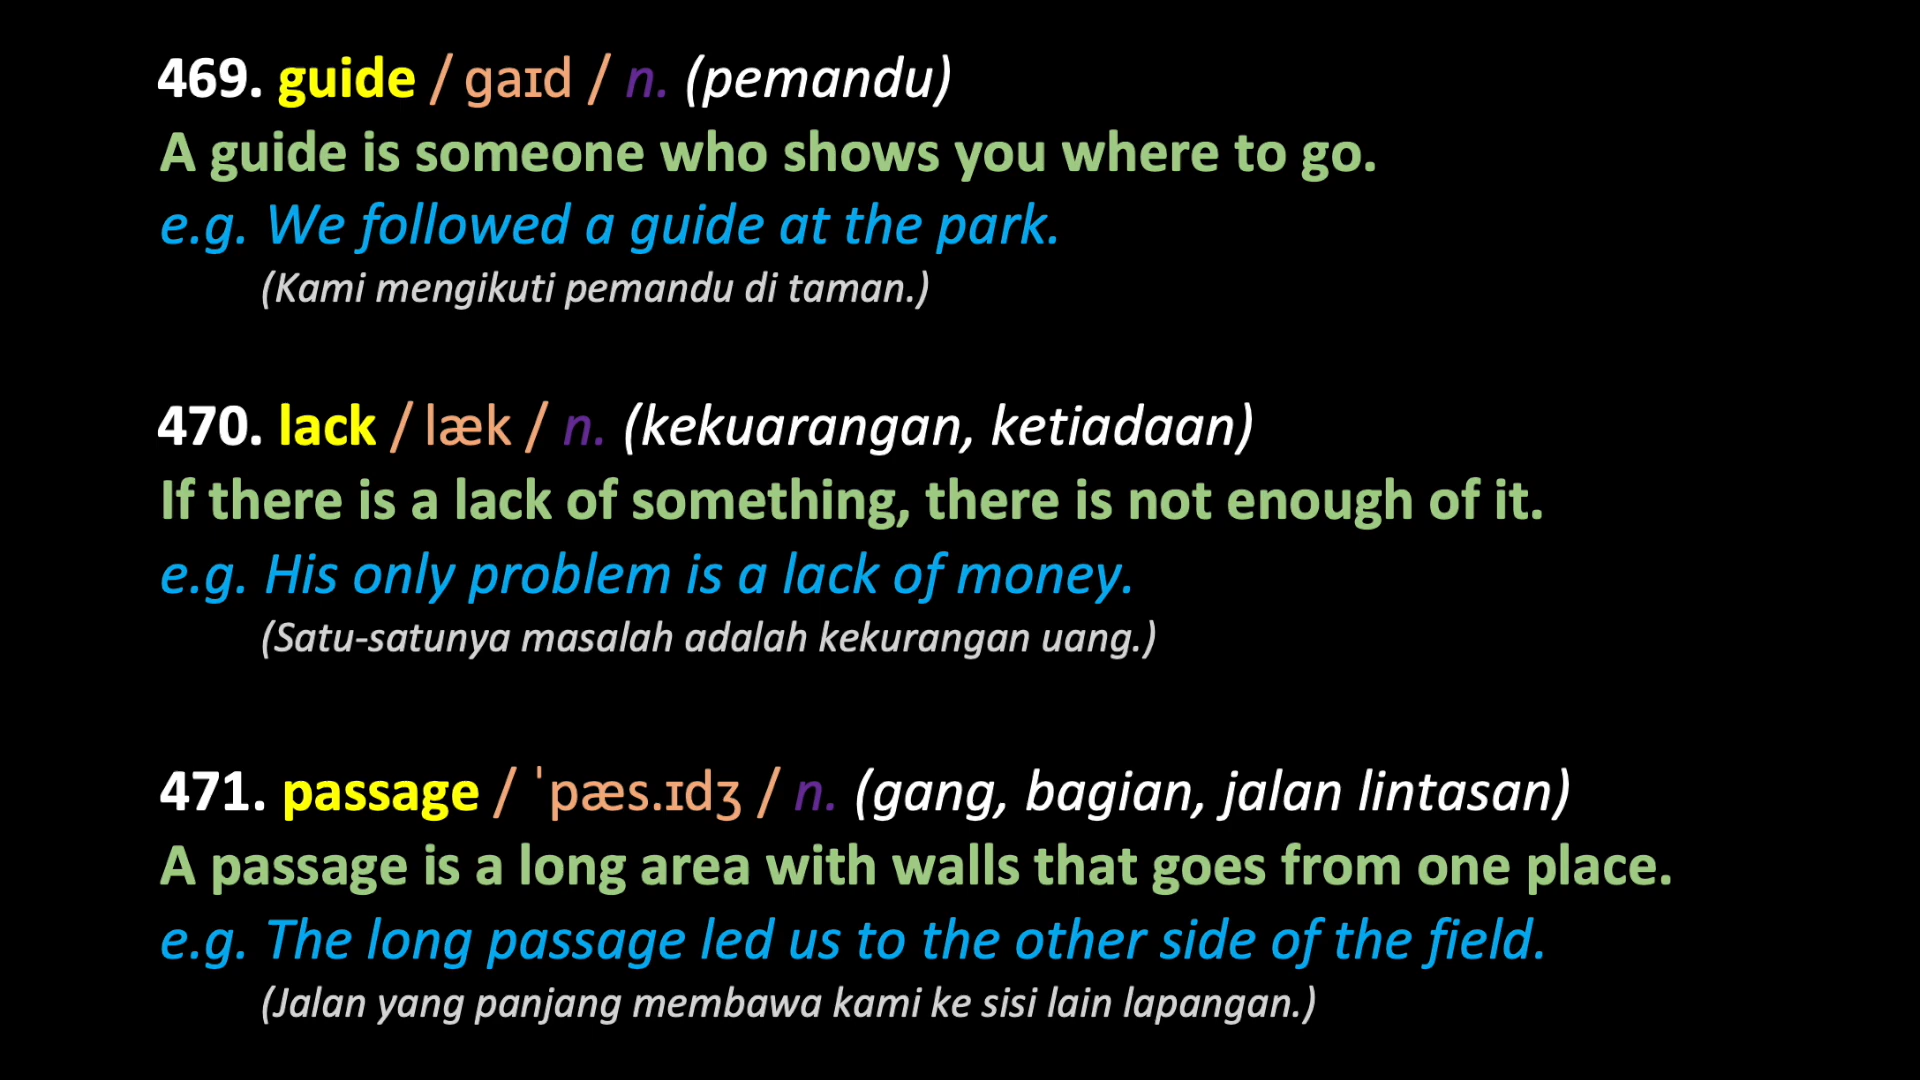 469. guide / gaɪd / n. (pemandu)
A guide is someone who shows you where to go.
e.g. We followed a guide at the park.
(Kami mengikuti pemandu di taman.)
470. lack / læk / n. (kekuarangan, ketiadaan)
If there is a lack of something, there is not enough of it.
e.g. His only problem is a lack of money.
(Satu-satunya masalah adalah kekurangan uang.)
471. passage / ˈpæs.ɪdʒ / n. (gang, bagian, jalan lintasan)
A passage is a long area with walls that goes from one place.
e.g. The long passage led us to the other side of the field.
(Jalan yang panjang membawa kami ke sisi lain lapangan.)